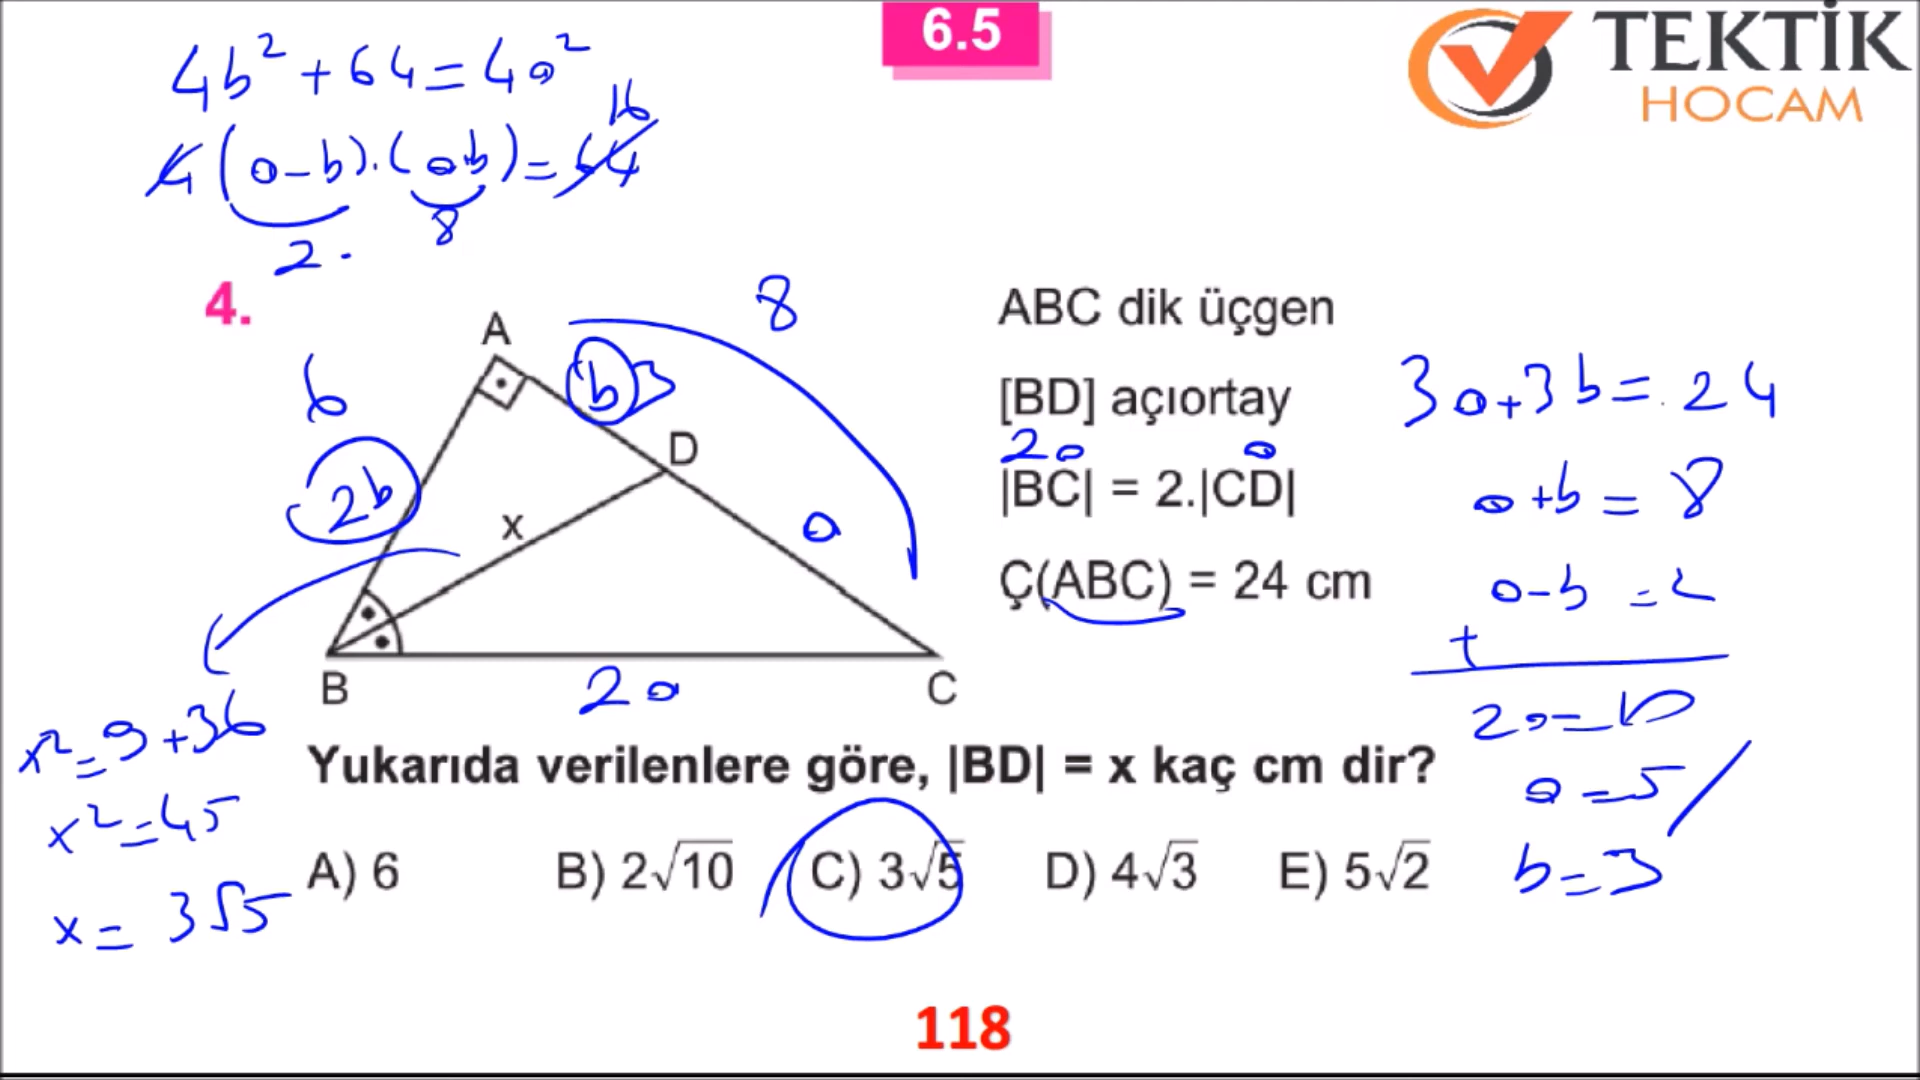 6.5
TEKTİK
HOCAM
4b² + 64 = 4a²
4(a-b).(a+b) = 64
16
2 . 8
4.
8
A
6
b
3
2b
D
x
a
B
2a
C
ABC dik üçgen
[BD] açıortay
2a a
|BC| = 2.|CD|
Ç(ABC) = 24 cm
3a+3b = 24
a+b = 8
a-b = 2
+
2a = 10
a = 5
b = 3
x² = 9 + 36
x² = 45
x = 3√5
Yukarıda verilenlere göre, |BD| = x kaç cm dir?
A) 6 B) 2√10 C) 3√5 D) 4√3 E) 5√2
118